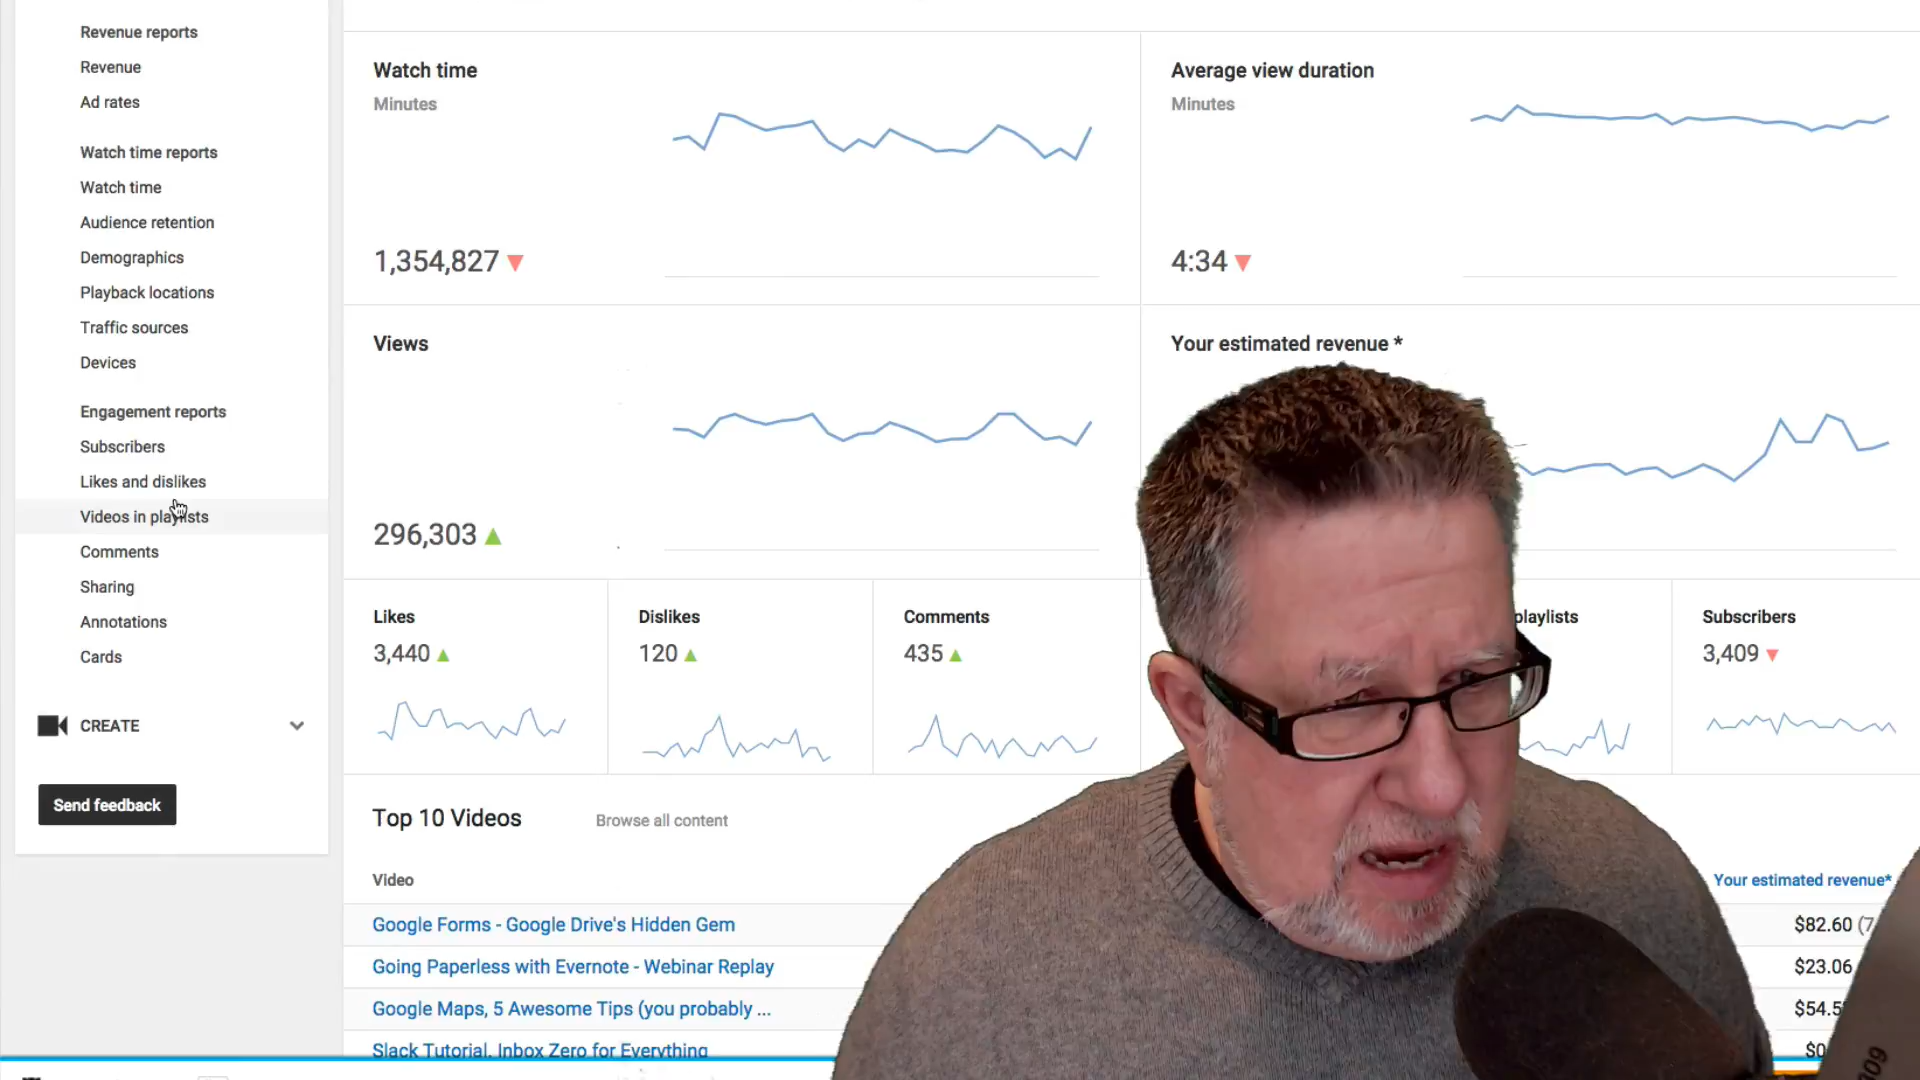 Revenue reports
Revenue
Ad rates
Watch time reports
Watch time
Audience retention
Demographics
Playback locations
Traffic sources
Devices
Engagement reports
Subscribers
Likes and dislikes
Videos in playlists
Comments
Sharing
Annotations
Cards
CREATE
Send feedback
Watch time
Minutes
1,354,827
Average view duration
Minutes
4:34
Views
296,303
Your estimated revenue *
Likes
3,440
Dislikes
120
Comments
435
playlists
Subscribers
3,409
Top 10 Videos Browse all content
Video Your estimated revenue*
Google Forms - Google Drive's Hidden Gem $82.60 (7
Going Paperless with Evernote - Webinar Replay $23.06
Google Maps, 5 Awesome Tips (you probably ... $54.5
Slack Tutorial, Inbox Zero for Everything $0
309